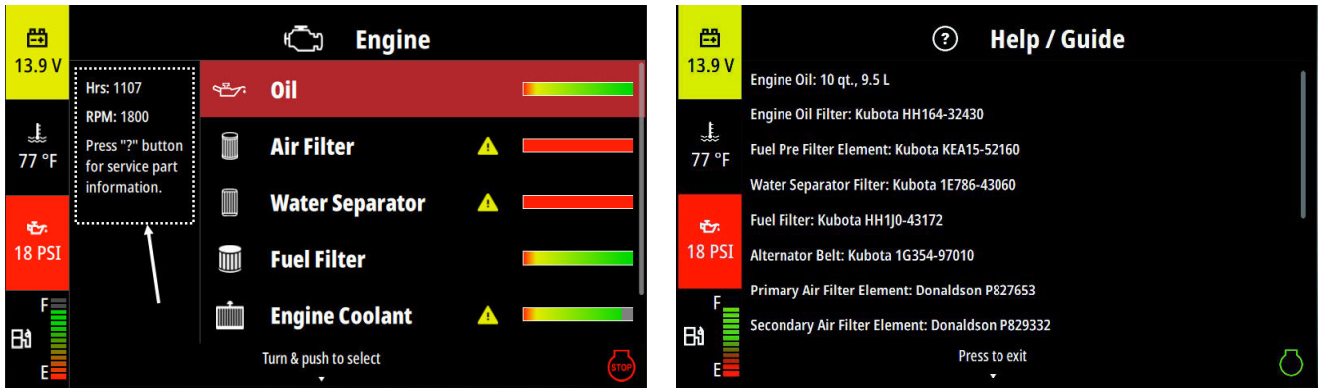 13.9 V
77 °F
18 PSI
F
E
Engine
Hrs: 1107
RPM: 1800
Press "?" button
for service part
information.
Oil
Air Filter
Water Separator
Fuel Filter
Engine Coolant
Turn & push to select
STOP
13.9 V
77 °F
18 PSI
F
E
? Help / Guide
Engine Oil: 10 qt., 9.5 L
Engine Oil Filter: Kubota HH164-32430
Fuel Pre Filter Element: Kubota KEA15-52160
Water Separator Filter: Kubota 1E786-43060
Fuel Filter: Kubota HH1J0-43172
Alternator Belt: Kubota 1G354-97010
Primary Air Filter Element: Donaldson P827653
Secondary Air Filter Element: Donaldson P829332
Press to exit